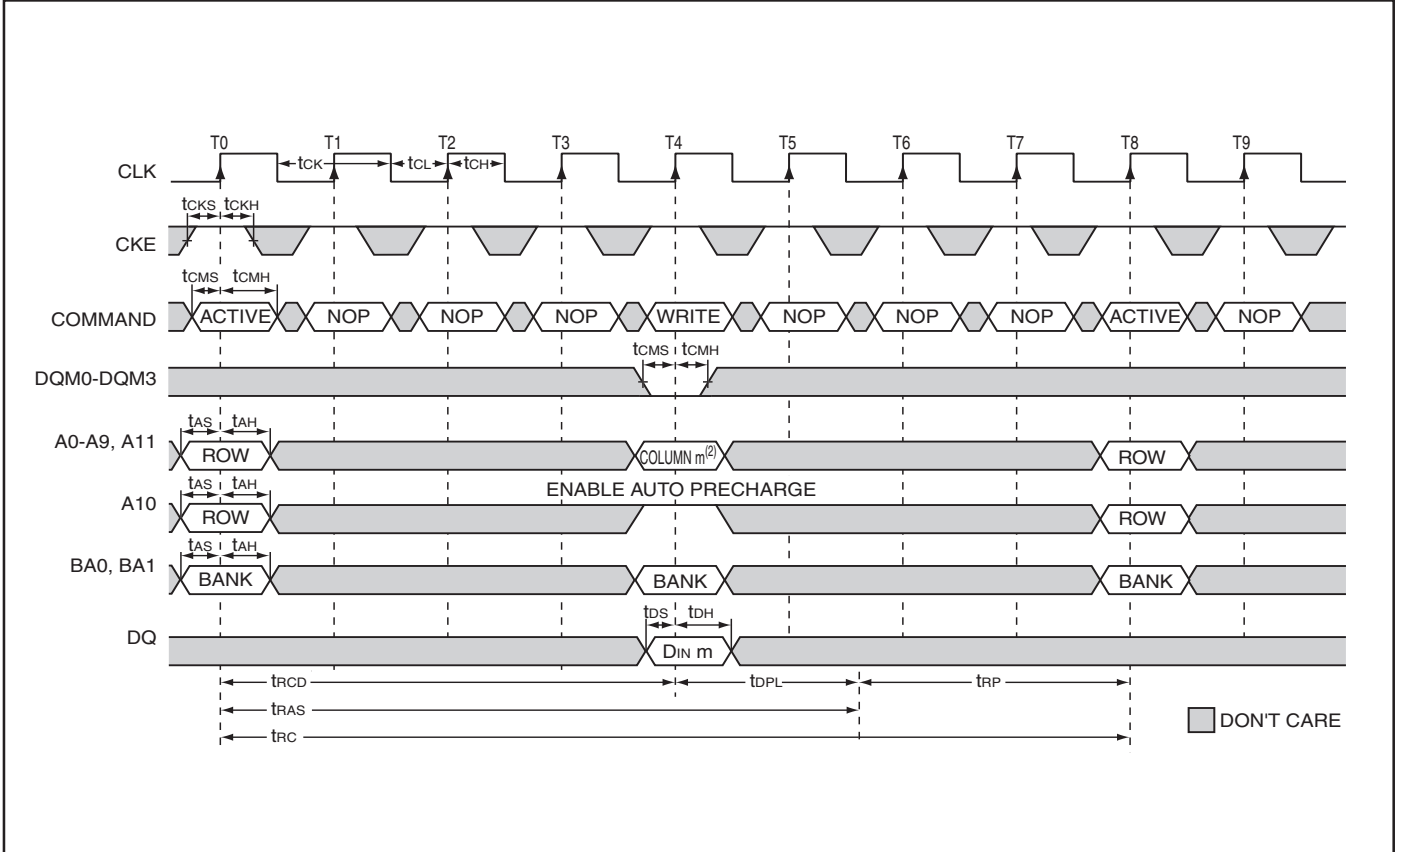 T0 T1 T2 T3 T4 T5 T6 T7 T8 T9
CLK tCK tCL tCH
tCKS tCKH
CKE
tCMS tCMH
COMMAND ACTIVE NOP NOP NOP WRITE NOP NOP NOP ACTIVE NOP
tCMS tCMH
DQM0-DQM3
tAS tAH
A0-A9, A11 ROW COLUMN m(2) ROW
tAS tAH ENABLE AUTO PRECHARGE
A10 ROW ROW
tAS tAH
BA0, BA1 BANK BANK BANK
tDS tDH
DQ DIN m
tRCD tDPL tRP
tRAS
DON'T CARE
tRC